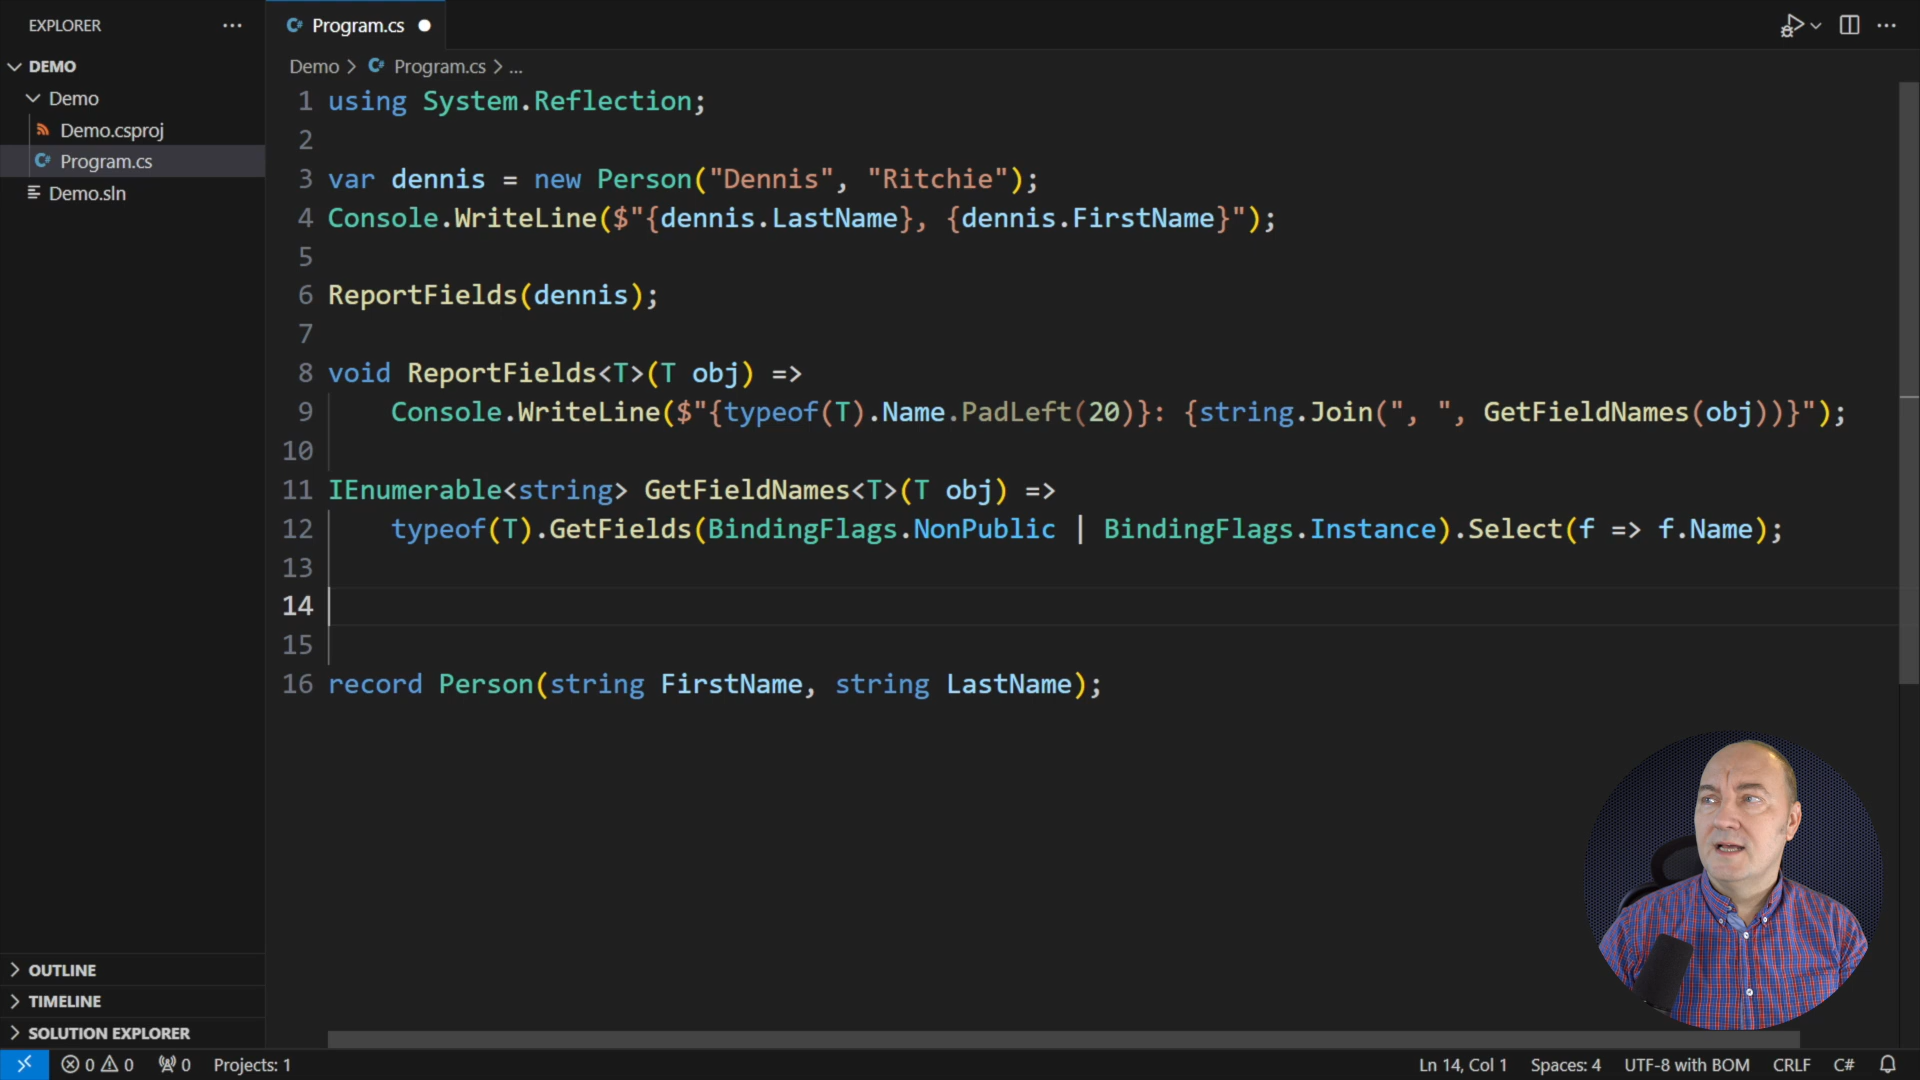 EXPLORER
DEMO
Demo
Demo.csproj
Program.cs
Demo.sln
OUTLINE
TIMELINE
SOLUTION EXPLORER
Program.cs
Demo > Program.cs > ...
1 using System.Reflection;
2
3 var dennis = new Person("Dennis", "Ritchie");
4 Console.WriteLine($"{dennis.LastName}, {dennis.FirstName}");
5
6 ReportFields(dennis);
7
8 void ReportFields<T>(T obj) =>
9 Console.WriteLine($"{typeof(T).Name.PadLeft(20)}: {string.Join(", ", GetFieldNames(obj))}");
10
11 IEnumerable<string> GetFieldNames<T>(T obj) =>
12 typeof(T).GetFields(BindingFlags.NonPublic | BindingFlags.Instance).Select(f => f.Name);
13
14
15
16 record Person(string FirstName, string LastName);
0 0 0 Projects: 1 Ln 14, Col 1 Spaces: 4 UTF-8 with BOM CRLF C#